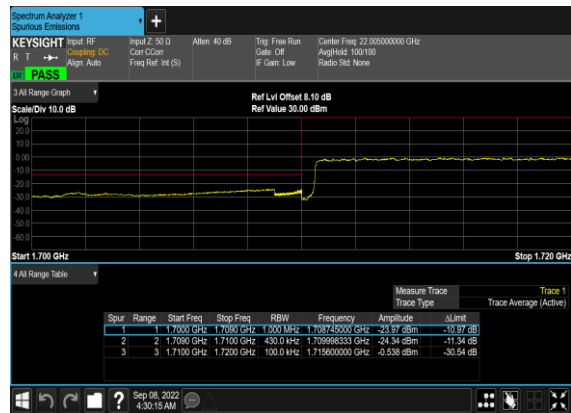 Spectrum Analyzer 1
Spurious Emissions
KEYSIGHT Input: RF Input Z: 50 Ω Atten: 40 dB Trig: Free Run Center Freq: 22.005000000 GHz
R T Coupling: DC Corr CCorr Gate: Off Avg|Hold: 100/100
Align: Auto Freq Ref: Int (S) IF Gain: Low Radio Std: None
PASS
3 All Range Graph
Ref Lvl Offset 8.10 dB
Scale/Div 10.0 dB Ref Value 30.00 dBm
Log
20.0
10.0
0.00
-10.0
-20.0
-30.0
-40.0
-50.0
-60.0
Start 1.700 GHz Stop 1.720 GHz
4 All Range Table
Measure Trace Trace 1
Trace Type Trace Average (Active)
Spur Range Start Freq Stop Freq RBW Frequency Amplitude ΔLimit
1 1 1.7000 GHz 1.7090 GHz 1.000 MHz 1.708745000 GHz -23.97 dBm -10.97 dB
2 2 1.7090 GHz 1.7100 GHz 430.0 kHz 1.709998333 GHz -24.34 dBm -11.34 dB
3 3 1.7100 GHz 1.7200 GHz 100.0 kHz 1.715600000 GHz -0.538 dBm -30.54 dB
? Sep 08, 2022
4:30:15 AM